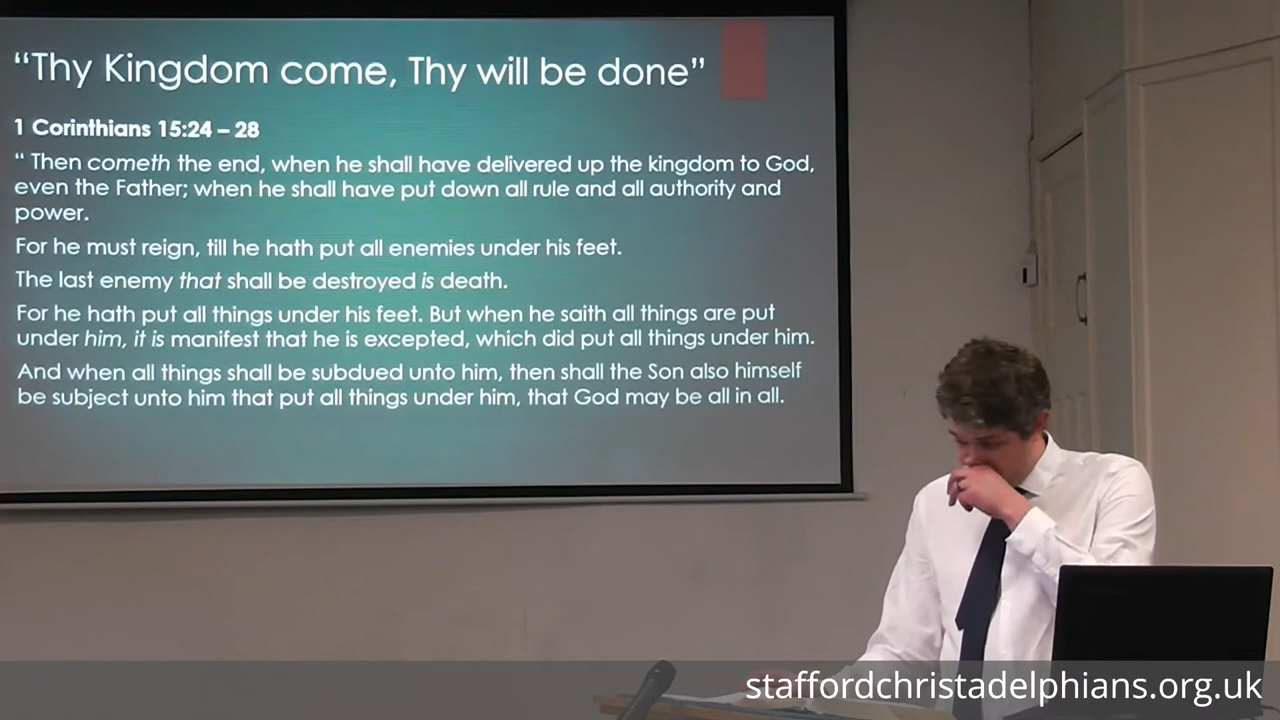 “Thy Kingdom come, Thy will be done”
1 Corinthians 15:24 – 28
“ Then cometh the end, when he shall have delivered up the kingdom to God,
even the Father; when he shall have put down all rule and all authority and
power.
For he must reign, till he hath put all enemies under his feet.
The last enemy that shall be destroyed is death.
For he hath put all things under his feet. But when he saith all things are put
under him, it is manifest that he is excepted, which did put all things under him.
And when all things shall be subdued unto him, then shall the Son also himself
be subject unto him that put all things under him, that God may be all in all.
staffordchristadelphians.org.uk